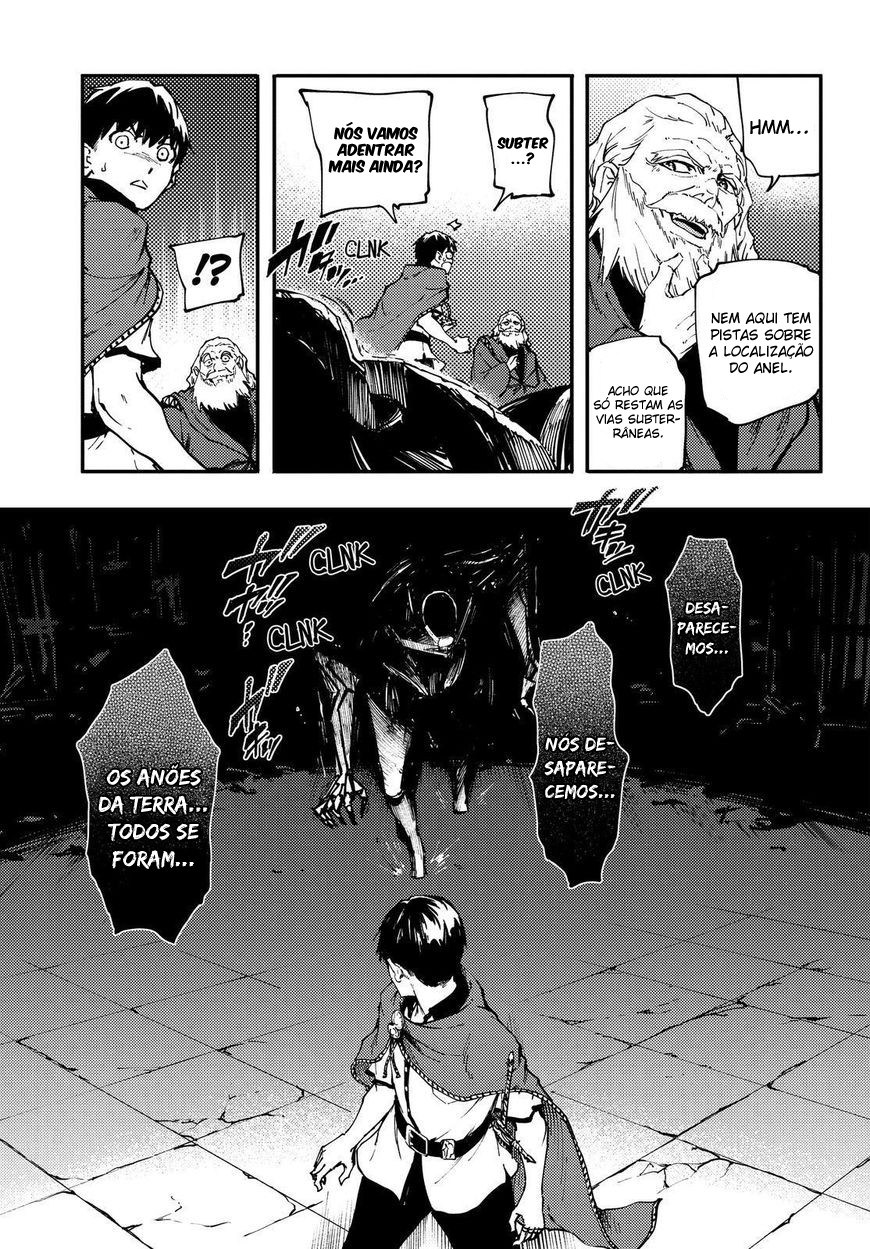 HMM...
NEM AQUI TEM
PISTAS SOBRE
A LOCALIZAÇÃO
DO ANEL.
ACHO QUE
SÓ RESTAM AS
VIAS SUBTER-
RÂNEAS.
SUBTER
...?
NÓS VAMOS
ADENTRAR
MAIS AINDA?
CLNK
!?
CLNK
DESA-
PARECE-
MOS...
CLNK
CLNK
NÓS DE-
SAPARE-
CEMOS...
OS ANÕES
DA TERRA...
TODOS SE
FORAM...